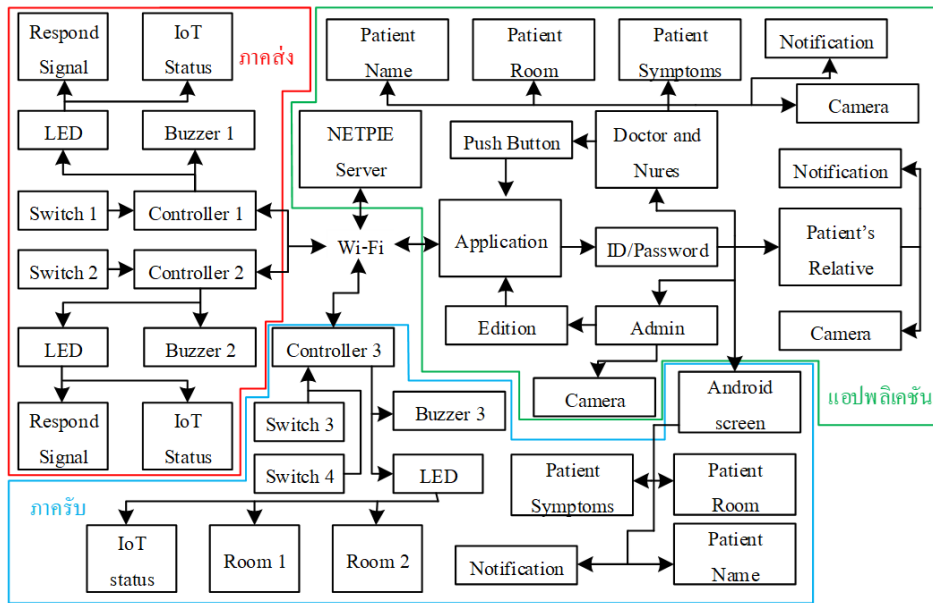 Respond
Signal
IoT
Status
ภาคส่ง
LED
Buzzer 1
Switch 1
Controller 1
Switch 2
Controller 2
LED
Buzzer 2
Respond
Signal
IoT
Status
NETPIE
Server
Wi-Fi
Patient
Name
Patient
Room
Patient
Symptoms
Notification
Camera
Push Button
Doctor and
Nures
Application
ID/Password
Notification
Patient's
Relative
Camera
Edition
Admin
Camera
แอปพลิเคชัน
Controller 3
Switch 3
Switch 4
Buzzer 3
LED
Android
screen
ภาครับ
IoT
status
Room 1
Room 2
Patient
Symptoms
Patient
Room
Notification
Patient
Name